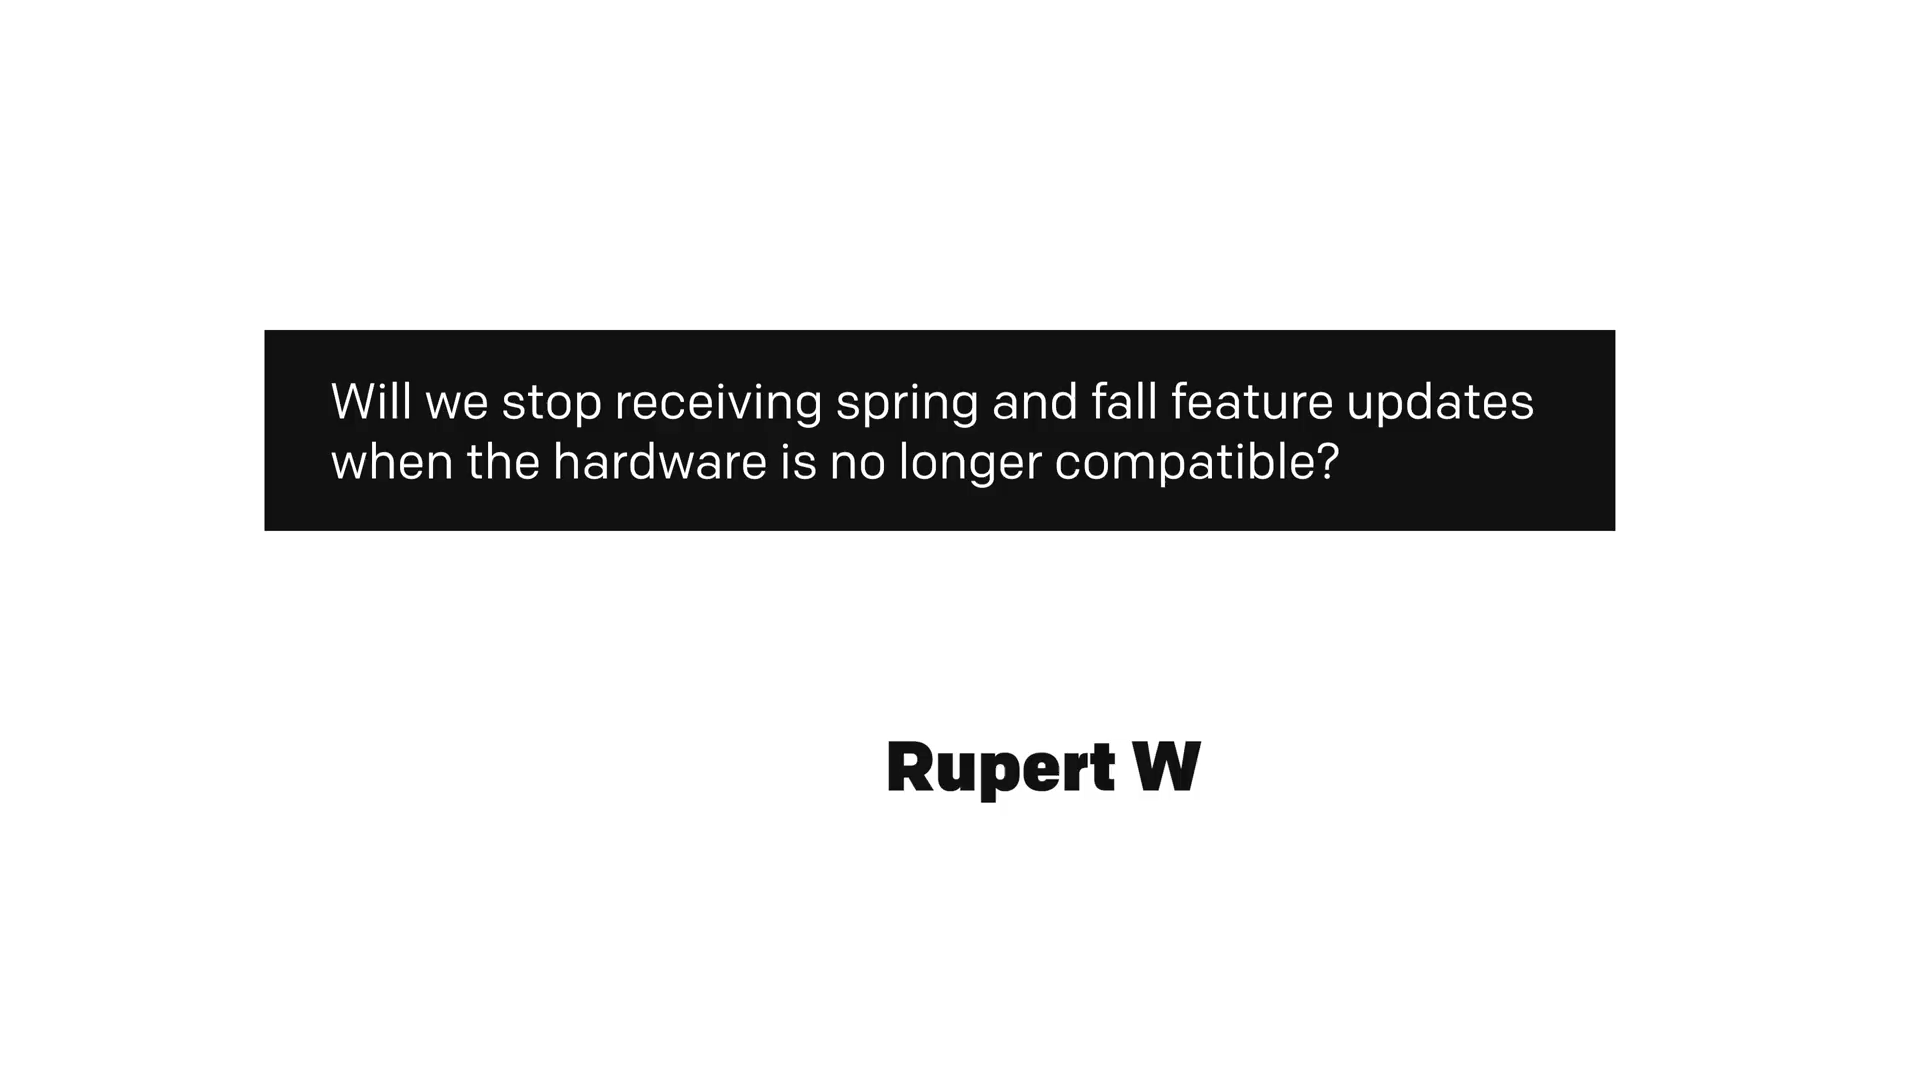 Will we stop receiving spring and fall feature updates
when the hardware is no longer compatible?
Rupert W